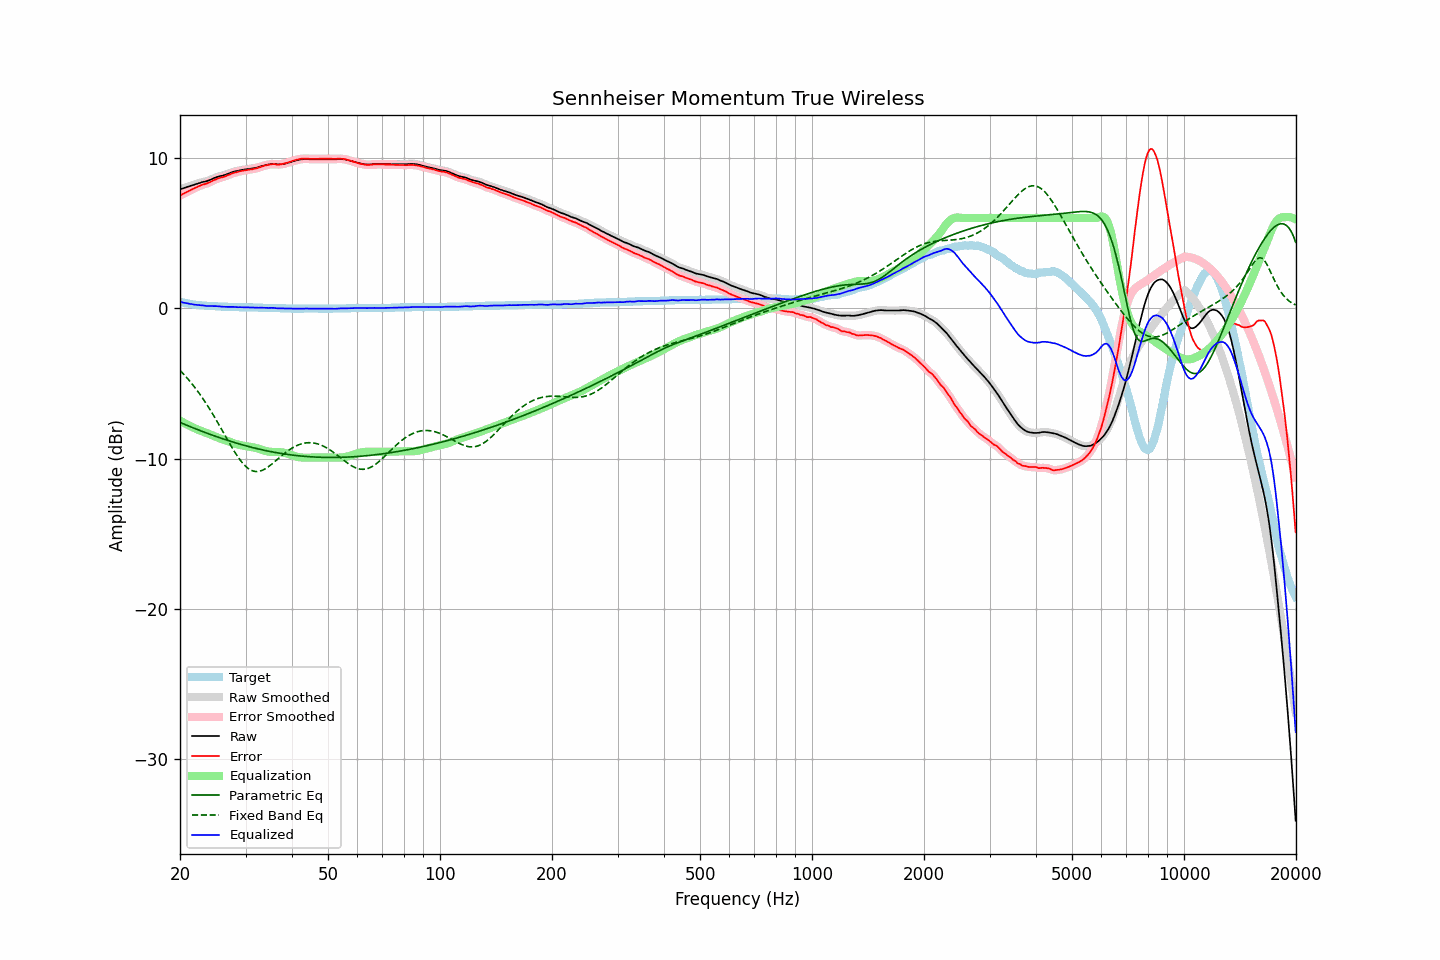 Sennheiser Momentum True Wireless
Amplitude (dBr)
10
0
−10
−20
−30
Target
Raw Smoothed
Error Smoothed
Raw
Error
Equalization
Parametric Eq
Fixed Band Eq
Equalized
20 50 100 200 500 1000 2000 5000 10000 20000
Frequency (Hz)